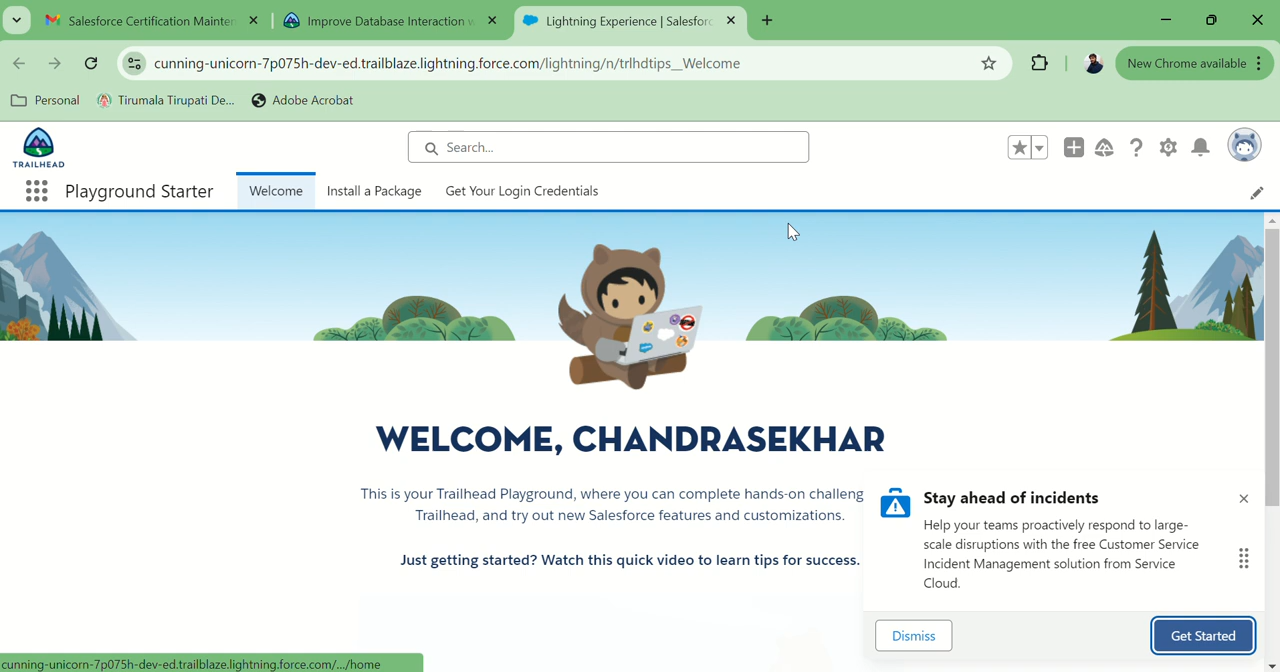 Salesforce Certification Mainten
Improve Database Interaction w
Lightning Experience | Salesforc
cunning-unicorn-7p075h-dev-ed.trailblaze.lightning.force.com/lightning/n/trlhdtips__Welcome
New Chrome available
Personal
Tirumala Tirupati De...
Adobe Acrobat
TRAILHEAD
Search...
Playground Starter
Welcome
Install a Package
Get Your Login Credentials
WELCOME, CHANDRASEKHAR
This is your Trailhead Playground, where you can complete hands-on challeng
Trailhead, and try out new Salesforce features and customizations.
Just getting started? Watch this quick video to learn tips for success.
Stay ahead of incidents
Help your teams proactively respond to large-
scale disruptions with the free Customer Service
Incident Management solution from Service
Cloud.
Dismiss
Get Started
cunning-unicorn-7p075h-dev-ed.trailblaze.lightning.force.com/.../home